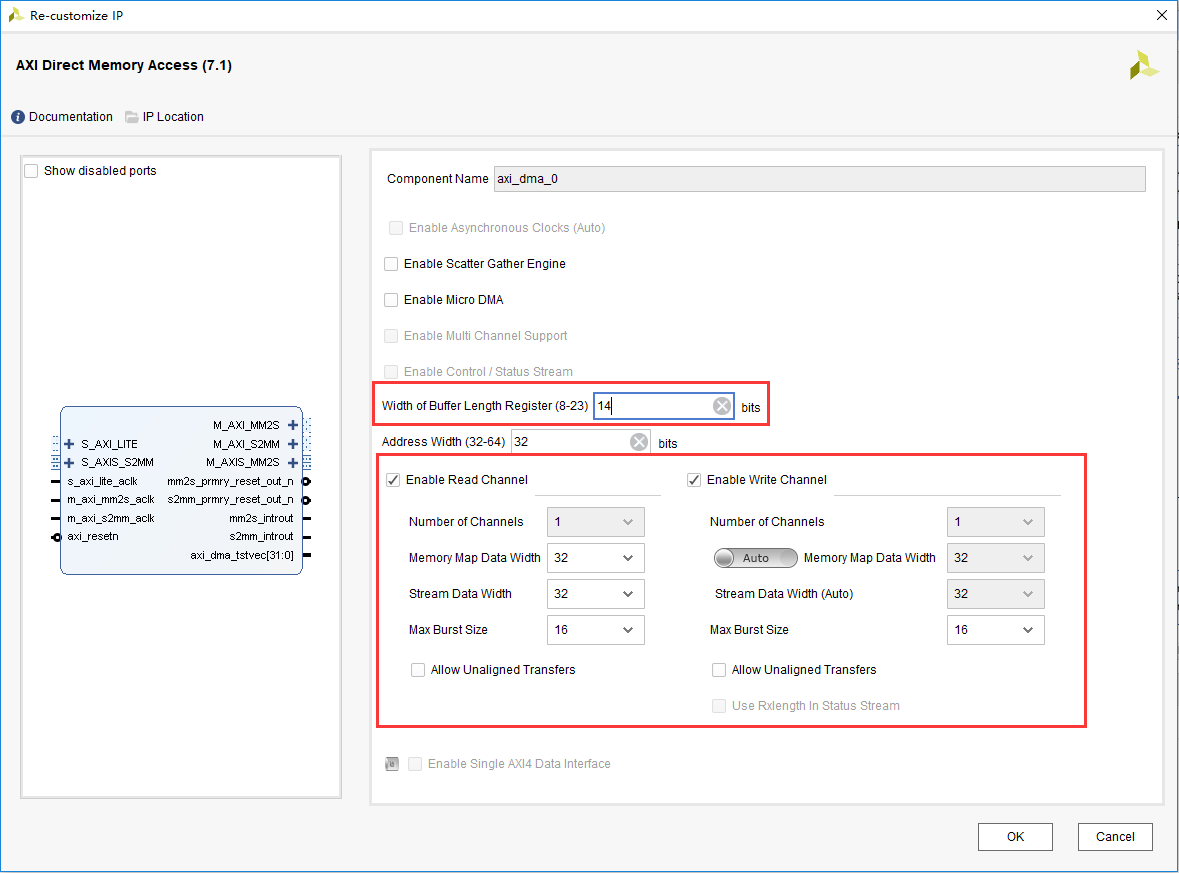 Re-customize IP
AXI Direct Memory Access (7.1)
Documentation IP Location
Show disabled ports
S_AXI_LITE
S_AXIS_S2MM
s_axi_lite_aclk
m_axi_mm2s_aclk
m_axi_s2mm_aclk
axi_resetn
M_AXI_MM2S
M_AXI_S2MM
M_AXIS_MM2S
mm2s_prmry_reset_out_n
s2mm_prmry_reset_out_n
mm2s_introut
s2mm_introut
axi_dma_tstvec[31:0]
Component Name axi_dma_0
Enable Asynchronous Clocks (Auto)
Enable Scatter Gather Engine
Enable Micro DMA
Enable Multi Channel Support
Enable Control / Status Stream
Width of Buffer Length Register (8-23) 14 bits
Address Width (32-64) 32 bits
Enable Read Channel
Number of Channels 1
Memory Map Data Width 32
Stream Data Width 32
Max Burst Size 16
Allow Unaligned Transfers
Enable Write Channel
Number of Channels 1
Auto Memory Map Data Width 32
Stream Data Width (Auto) 32
Max Burst Size 16
Allow Unaligned Transfers
Use Rxlength In Status Stream
Enable Single AXI4 Data Interface
OK Cancel